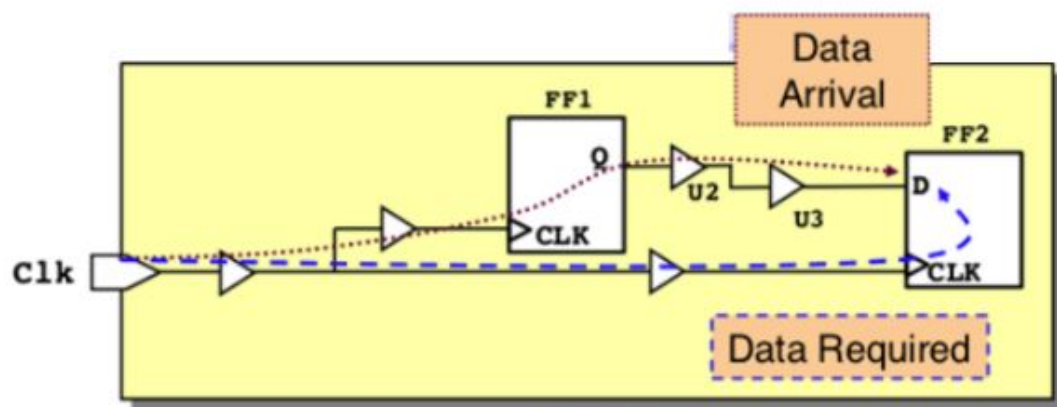 Data
Arrival
FF1
FF2
Q
D
U2
U3
CLK
Clk
CLK
Data Required